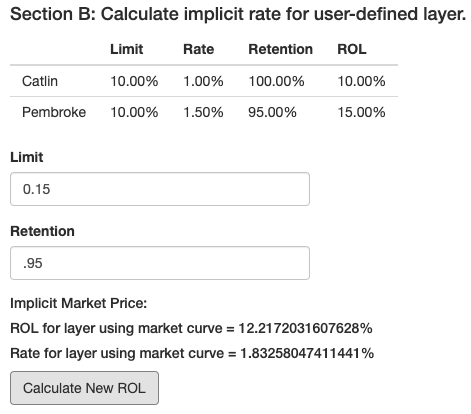 Section B: Calculate implicit rate for user-defined layer.
Limit Rate Retention ROL
Catlin 10.00% 1.00% 100.00% 10.00%
Pembroke 10.00% 1.50% 95.00% 15.00%
Limit
0.15
Retention
.95
Implicit Market Price:
ROL for layer using market curve = 12.2172031607628%
Rate for layer using market curve = 1.83258047411441%
Calculate New ROL